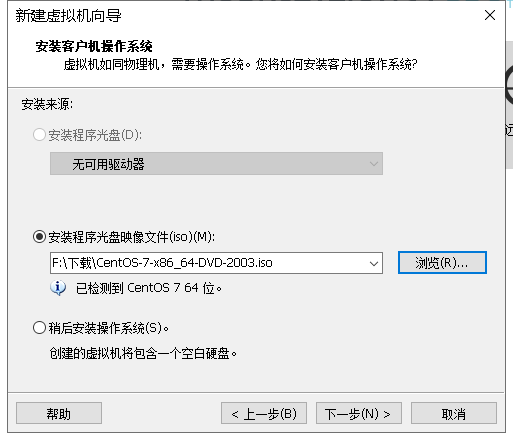 新建虚拟机向导
安装客户机操作系统
虚拟机如同物理机，需要操作系统。您将如何安装客户机操作系统?
安装来源:
安装程序光盘(D):
无可用驱动器
安装程序光盘映像文件(iso)(M):
F:\下载\CentOS-7-x86_64-DVD-2003.iso
浏览(R)...
已检测到 CentOS 7 64 位。
稍后安装操作系统(S)。
创建的虚拟机将包含一个空白硬盘。
帮助
< 上一步(B)
下一步(N) >
取消